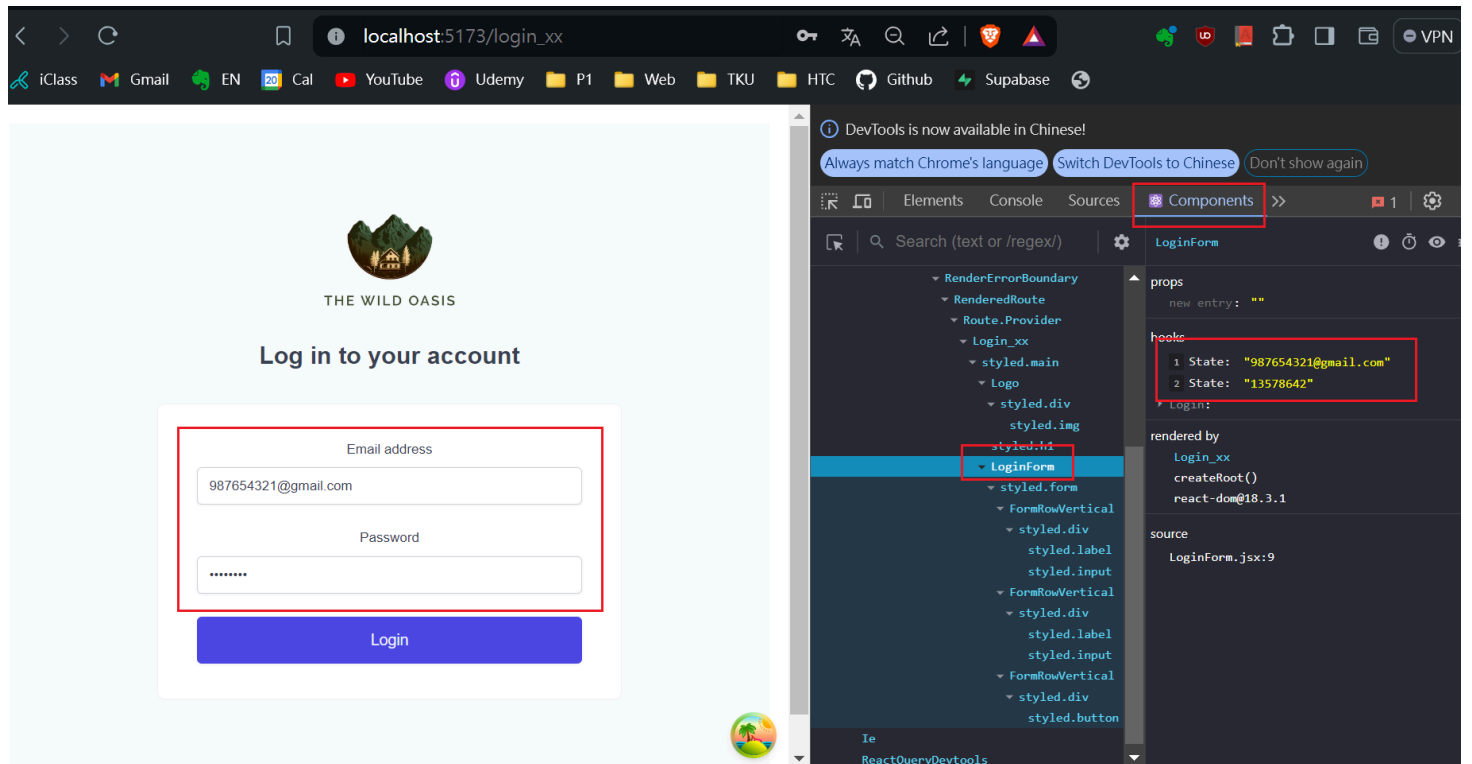 localhost:5173/login_xx
VPN
iClass
Gmail
EN
20
Cal
YouTube
Udemy
P1
Web
TKU
HTC
Github
Supabase
THE WILD OASIS
Log in to your account
Email address
987654321@gmail.com
Password
••••••••
Login
DevTools is now available in Chinese!
Always match Chrome's language
Switch DevTools to Chinese
Don't show again
Elements
Console
Sources
Components
1
Search (text or /regex/)
RenderErrorBoundary
RenderedRoute
Route.Provider
Login_xx
styled.main
Logo
styled.div
styled.img
styled.h1
LoginForm
styled.form
FormRowVertical
styled.div
styled.label
styled.input
FormRowVertical
styled.div
styled.label
styled.input
FormRowVertical
styled.div
styled.button
Ie
ReactQueryDevtools
LoginForm
props
new entry: ""
hooks
1 State: "987654321@gmail.com"
2 State: "13578642"
Login:
rendered by
Login_xx
createRoot()
react-dom@18.3.1
source
LoginForm.jsx:9